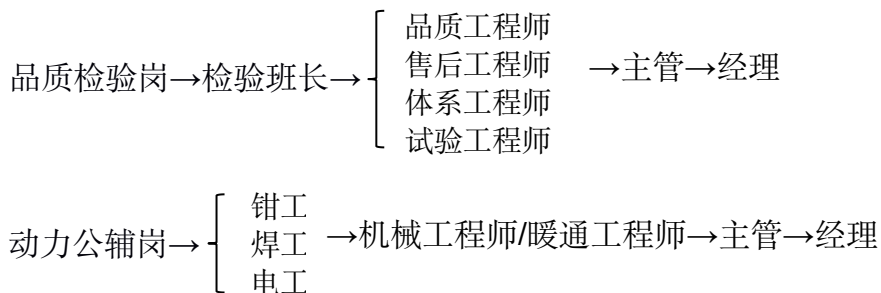 品质工程师
售后工程师
品质检验岗→检验班长→ →主管→经理
体系工程师
试验工程师
钳工
动力公辅岗→ 焊工 →机械工程师/暖通工程师→主管→经理
电工